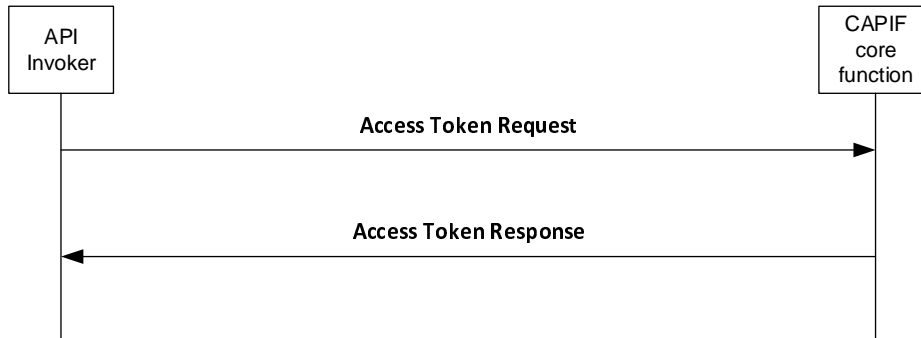 API
Invoker
CAPIF
core
function
Access Token Request
Access Token Response